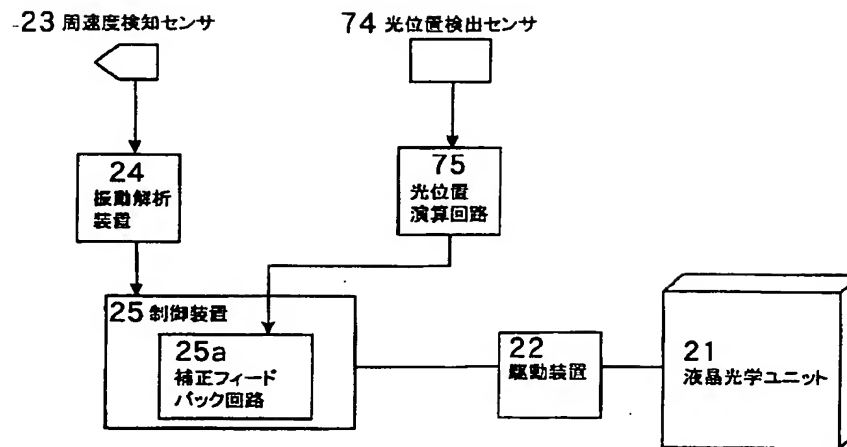 23 周速度検知センサ
74 光位置検出センサ
24
振動解析
装置
75
光位置
演算回路
25 制御装置
25a
補正フィード
バック回路
22
駆動装置
21
液晶光学ユニット